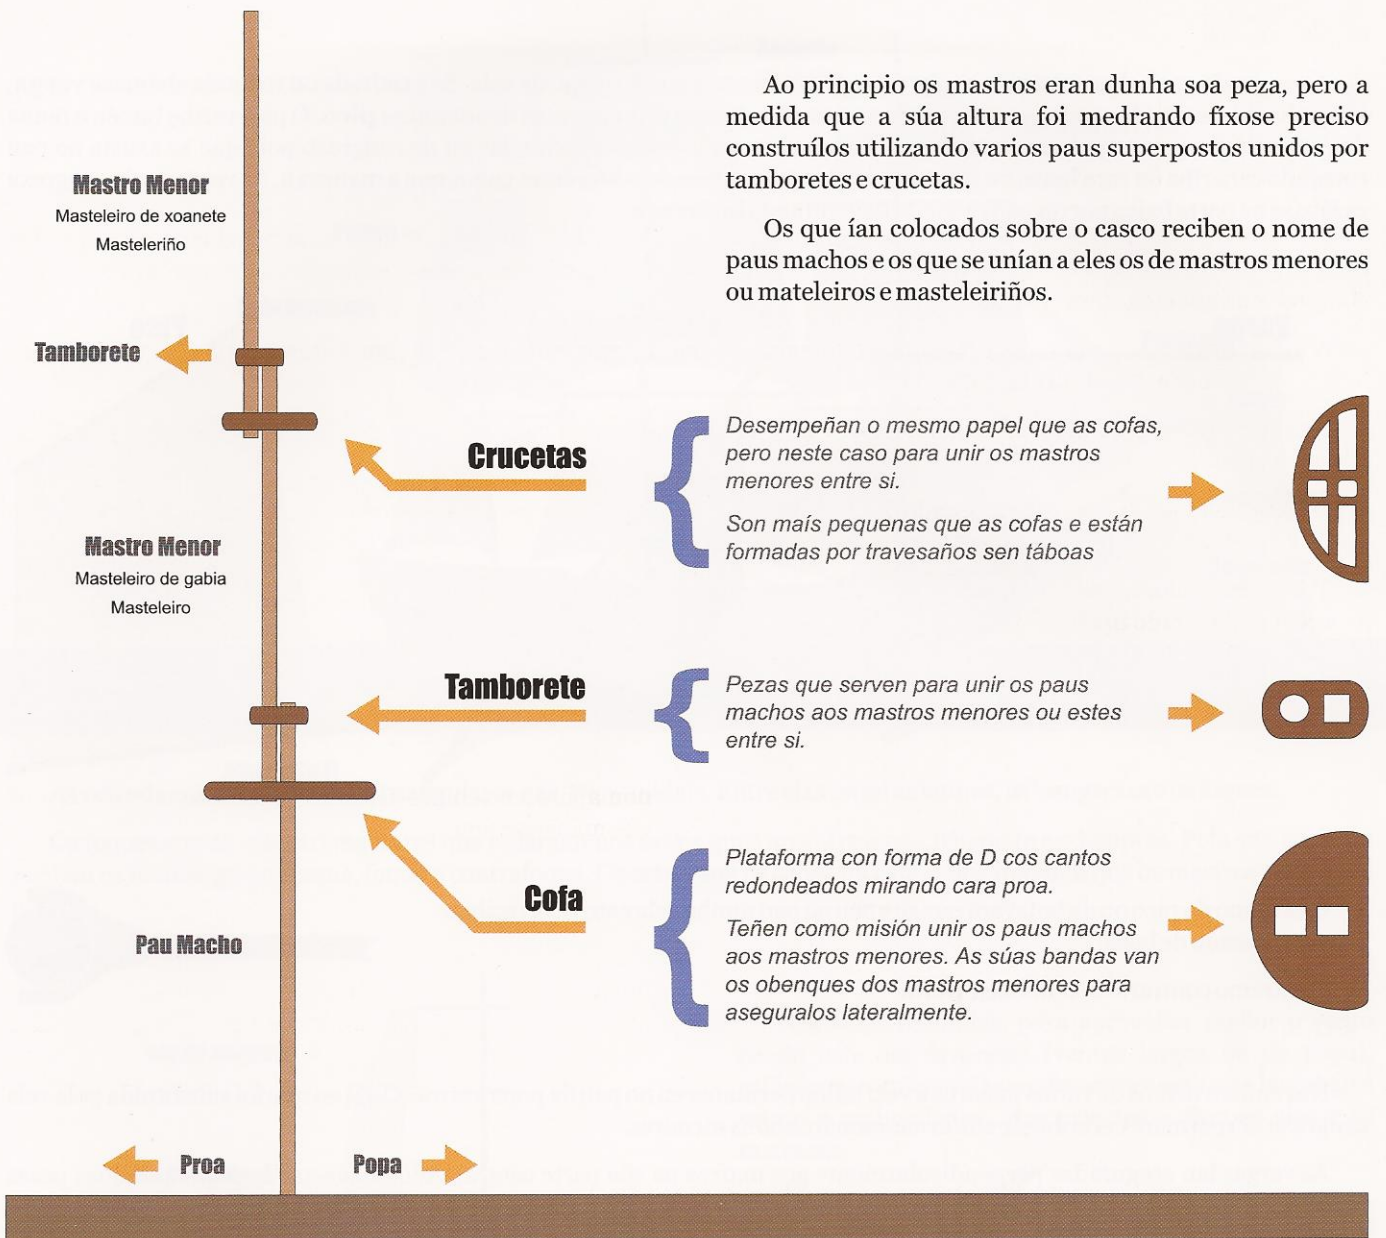 Ao principio os mastros eran dunha soa peza, pero a
medida que a súa altura foi medrando fíxose preciso
construílos utilizando varios paus superpostos unidos por
tamboretes e crucetas.
Os que ían colocados sobre o casco reciben o nome de
paus machos e os que se unían a eles os de mastros menores
ou mateleiros e masteleiriños.
Mastro Menor
Masteleiro de xoanete
Masteleriño
Tamborete
Crucetas
Desempeñan o mesmo papel que as cofas,
pero neste caso para unir os mastros
menores entre si.
Son maís pequenas que as cofas e están
formadas por travesaños sen táboas
Mastro Menor
Masteleiro de gabia
Masteleiro
Tamborete
Pezas que serven para unir os paus
machos aos mastros menores ou estes
entre si.
Cofa
Plataforma con forma de D cos cantos
redondeados mirando cara proa.
Teñen como misión unir os paus machos
aos mastros menores. As súas bandas van
os obenques dos mastros menores para
aseguralos lateralmente.
Pau Macho
Proa
Popa